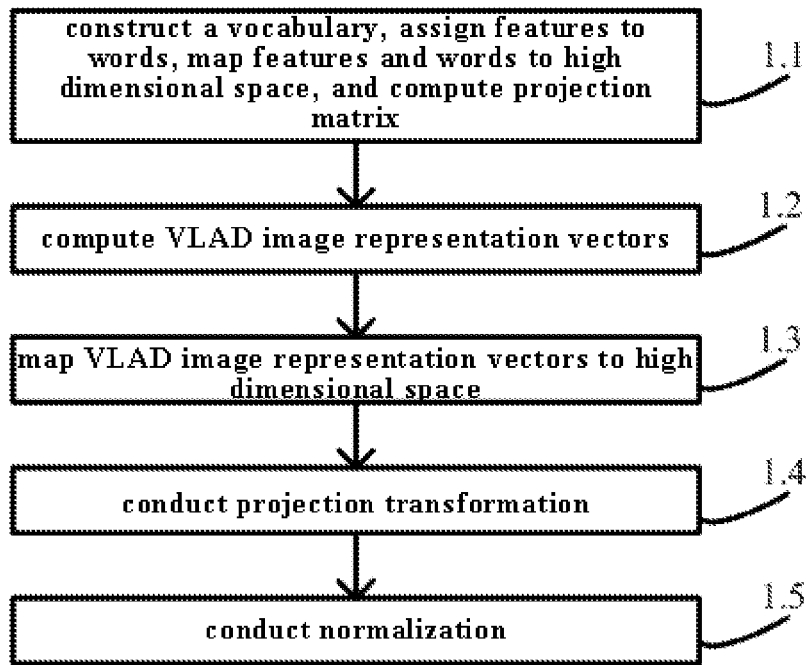 construct a vocabulary, assign features to
words, map features and words to high
dimensional space, and compute projection
matrix
1.1
compute VLAD image representation vectors
1.2
map VLAD image representation vectors to high
dimensional space
1.3
conduct projection transformation
1.4
conduct normalization
1.5